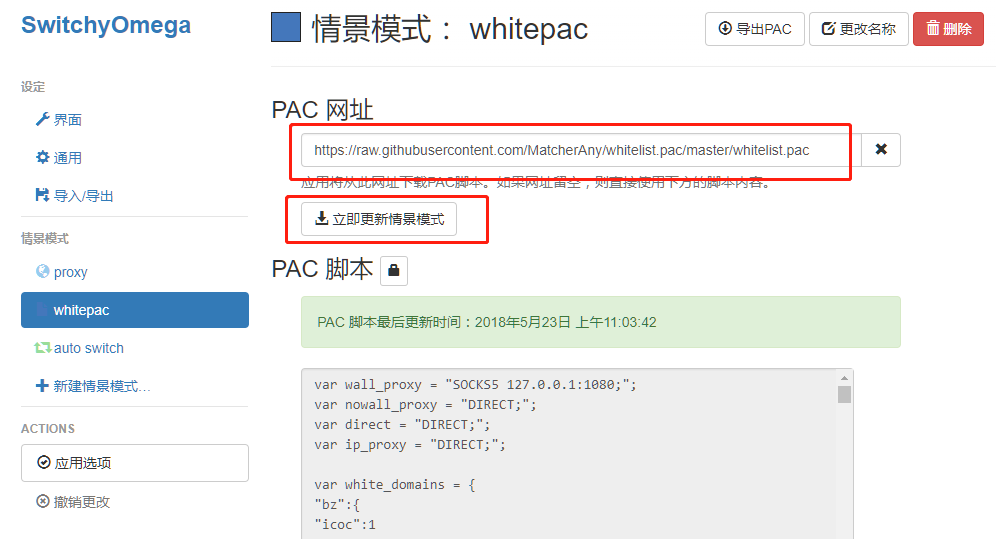 SwitchyOmega
设定
界面
通用
导入/导出
情景模式
proxy
whitepac
auto switch
新建情景模式…
ACTIONS
应用选项
撤销更改
情景模式： whitepac
导出PAC
更改名称
删除
PAC 网址
https://raw.githubusercontent.com/MatcherAny/whitelist.pac/master/whitelist.pac
应用将从此网址下载PAC脚本。如果网址留空，则直接使用下方的脚本内容。
立即更新情景模式
PAC 脚本
PAC 脚本最后更新时间：2018年5月23日 上午11:03:42
var wall_proxy = "SOCKS5 127.0.0.1:1080;";
var nowall_proxy = "DIRECT;";
var direct = "DIRECT;";
var ip_proxy = "DIRECT;";
var white_domains = {
"bz":{
"icoc":1